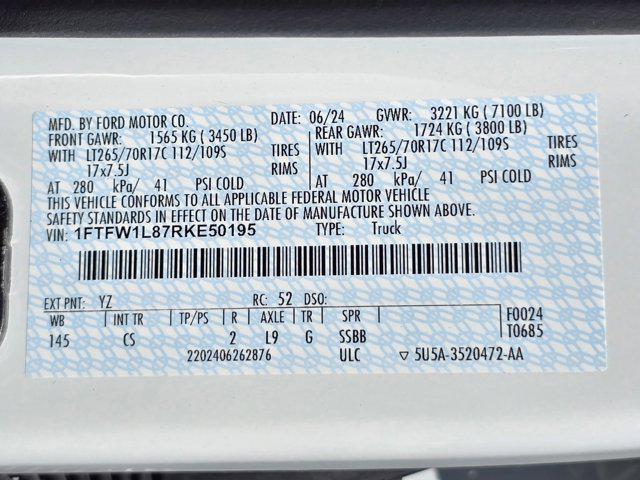 MFD. BY FORD MOTOR CO. DATE: 06/24 GVWR: 3221 KG ( 7100 LB)
FRONT GAWR: 1565 KG ( 3450 LB) REAR GAWR: 1724 KG ( 3800 LB)
WITH LT265/70R17C 112/109S TIRES WITH LT265/70R17C 112/109S TIRES
17x7.5J RIMS 17x7.5J RIMS
AT 280 kPa/ 41 PSI COLD AT 280 kPa/ 41 PSI COLD
THIS VEHICLE CONFORMS TO ALL APPLICABLE FEDERAL MOTOR VEHICLE
SAFETY STANDARDS IN EFFECT ON THE DATE OF MANUFACTURE SHOWN ABOVE.
VIN: 1FTFW1L87RKE50195 TYPE: Truck
EXT PNT: YZ RC: 52 DSO:
WB INT TR TP/PS R AXLE TR SPR F0024
145 CS 2 L9 G SSBB T0685
2202406262876 ULC ▽ 5U5A-3520472-AA